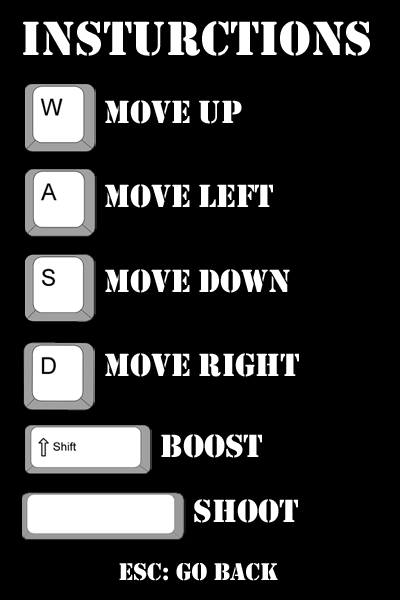 INSTURCTIONS
W MOVE UP
A MOVE LEFT
S MOVE DOWN
D MOVE RIGHT
⇧ Shift BOOST
SHOOT
ESC: GO BACK